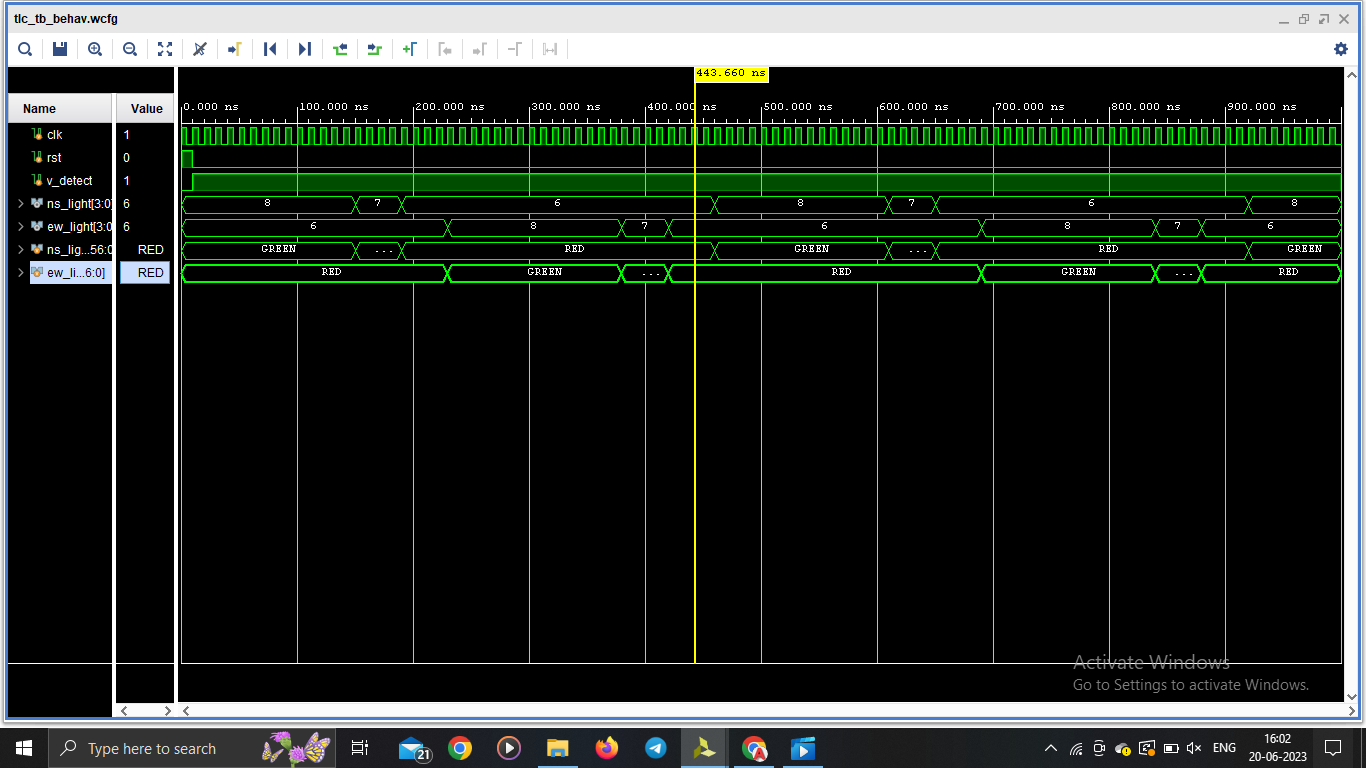 tlc_tb_behav.wcfg
443.660 ns
Name Value 0.000 ns 100.000 ns 200.000 ns 300.000 ns 400.000 ns 500.000 ns 600.000 ns 700.000 ns 800.000 ns 900.000 ns
clk 1
rst 0
v_detect 1
ns_light[3:0 6 8 7 6 8 7 6 8
ew_light[3:0 6 6 8 7 6 8 7 6
ns_lig...56:0 RED GREEN ... RED GREEN ... RED GREEN
ew_li...6:0] RED RED GREEN ... RED GREEN ... RED
Activate Windows
Go to Settings to activate Windows.
Type here to search
21
A
ENG
16:02
20-06-2023